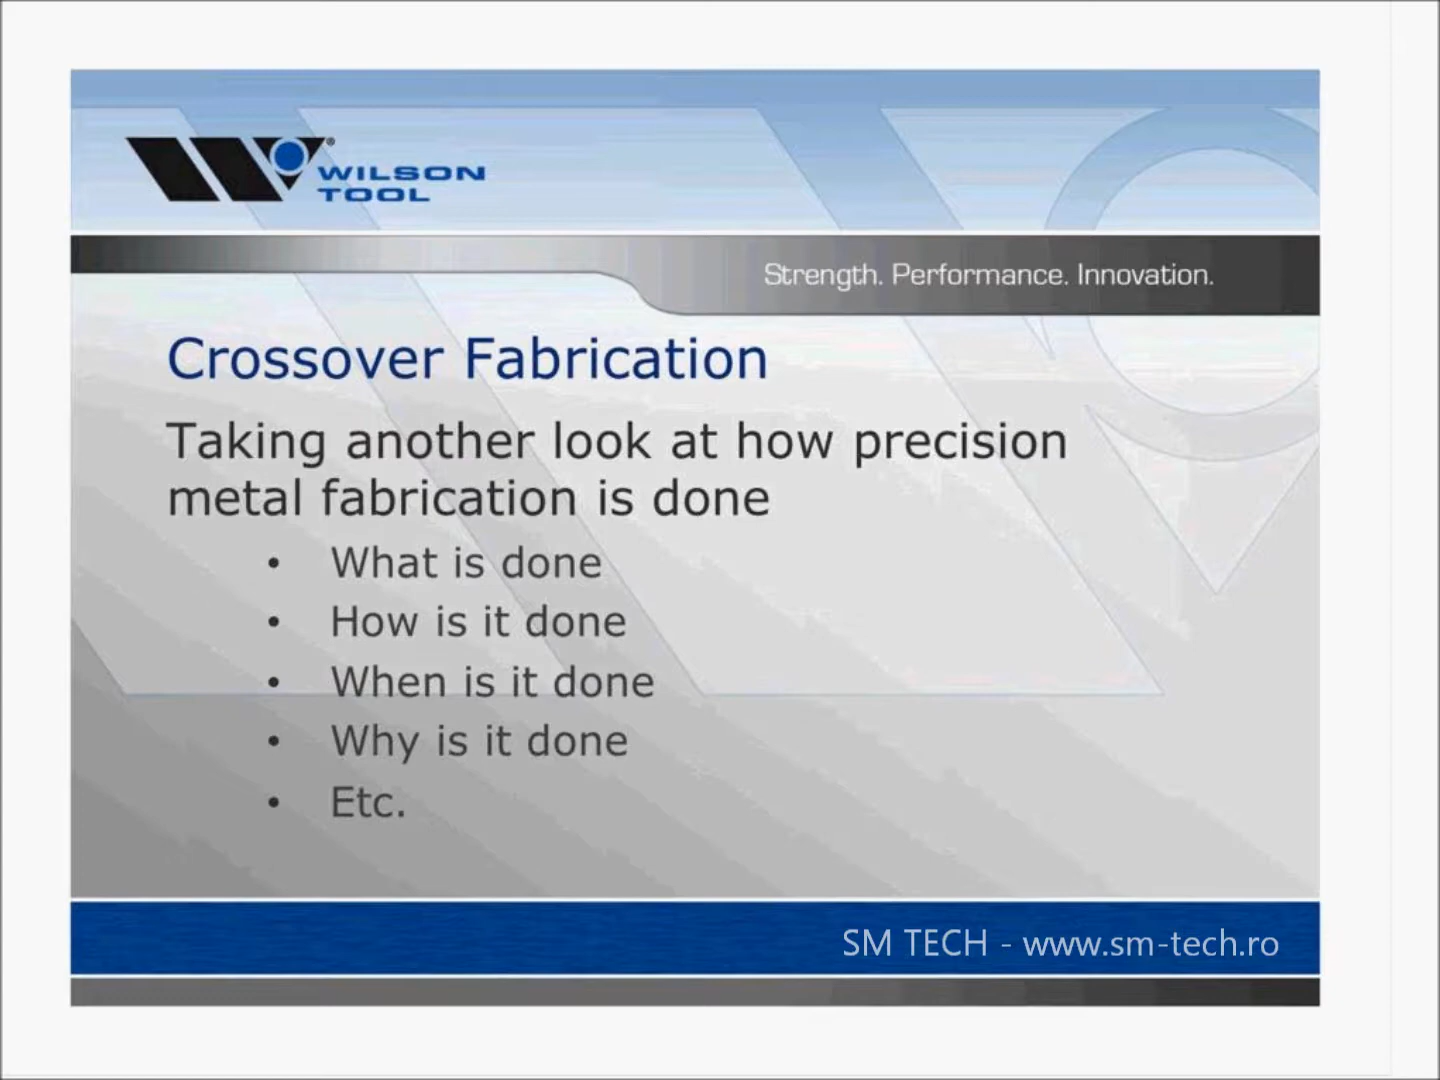 WILSON
TOOL
Strength. Performance. Innovation.
Crossover Fabrication
Taking another look at how precision
metal fabrication is done
• What is done
• How is it done
• When is it done
• Why is it done
• Etc.
SM TECH - www.sm-tech.ro